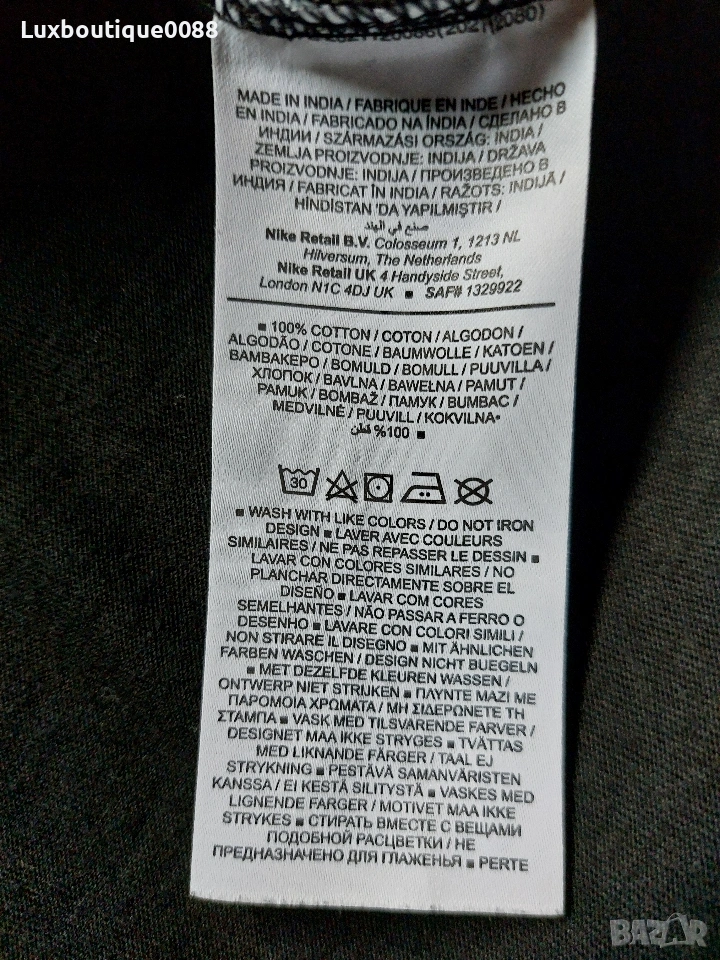 Luxboutique0088
MADE IN INDIA / FABRIQUE EN INDE / HECHO
EN INDIA / FABRICADO NA ÍNDIA / СДЕЛАНО В
ИНДИИ / SZÁRMAZÁSI ORSZÁG: INDIA /
ZEMLJA PROIZVODNJE: INDIJA / DRŽAVA
PROIZVODNJE: INDIJA / ПРОИЗВЕДЕНО В
ИНДИЯ / FABRICAT ÎN INDIA / RAŽOTS: INDIJĀ /
HİNDİSTAN 'DA YAPILMIŞTIR /
صنع في الهند
Nike Retail B.V. Colosseum 1, 1213 NL
Hilversum, The Netherlands
Nike Retail UK 4 Handyside Street,
London N1C 4DJ UK ■ SAF# 1329922
■ 100% COTTON / COTON / ALGODON /
ALGODÃO / COTONE / BAUMWOLLE / KATOEN /
ΒΑΜΒΑΚΕΡΟ / BOMULD / BOMULL / PUUVILLA /
ХЛОПОК / BAVLNA / BAWEŁNA / PAMUT /
PAMUK / BOMBAŽ / ПАМУК / BUMBAC /
MEDVILNĖ / PUUVILL / KOKVILNA•
%100 قطن ■
30
■ WASH WITH LIKE COLORS / DO NOT IRON
DESIGN ■ LAVER AVEC COULEURS
SIMILAIRES / NE PAS REPASSER LE DESSIN ■
LAVAR CON COLORES SIMILARES / NO
PLANCHAR DIRECTAMENTE SOBRE EL
DISEÑO ■ LAVAR COM CORES
SEMELHANTES / NÃO PASSAR A FERRO O
DESENHO ■ LAVARE CON COLORI SIMILI /
NON STIRARE IL DISEGNO ■ MIT ÄHNLICHEN
FARBEN WASCHEN / DESIGN NICHT BUEGELN
■ MET DEZELFDE KLEUREN WASSEN /
ONTWERP NIET STRIJKEN ■ ΠΛΥΝΤΕ ΜΑΖΙ ΜΕ
ΠΑΡΟΜΟΙΑ ΧΡΩΜΑΤΑ / ΜΗ ΣΙΔΕΡΩΝΕΤΕ ΤΗ
ΣΤΑΜΠΑ ■ VASK MED TILSVARENDE FARVER /
DESIGNET MAA IKKE STRYGES ■ TVÄTTAS
MED LIKNANDE FÄRGER / TAAL EJ
STRYKNING ■ PESTÄVÄ SAMANVÄRISTEN
KANSSA / EI KESTÄ SILITYSTÄ ■ VASKES MED
LIGNENDE FARGER / MOTIVET MAA IKKE
STRYKES ■ СТИРАТЬ ВМЕСТЕ С ВЕЩАМИ
ПОДОБНОЙ РАСЦВЕТКИ / НЕ
ПРЕДНАЗНАЧЕНО ДЛЯ ГЛАЖЕНЬЯ ■ PERTE
BAZAR